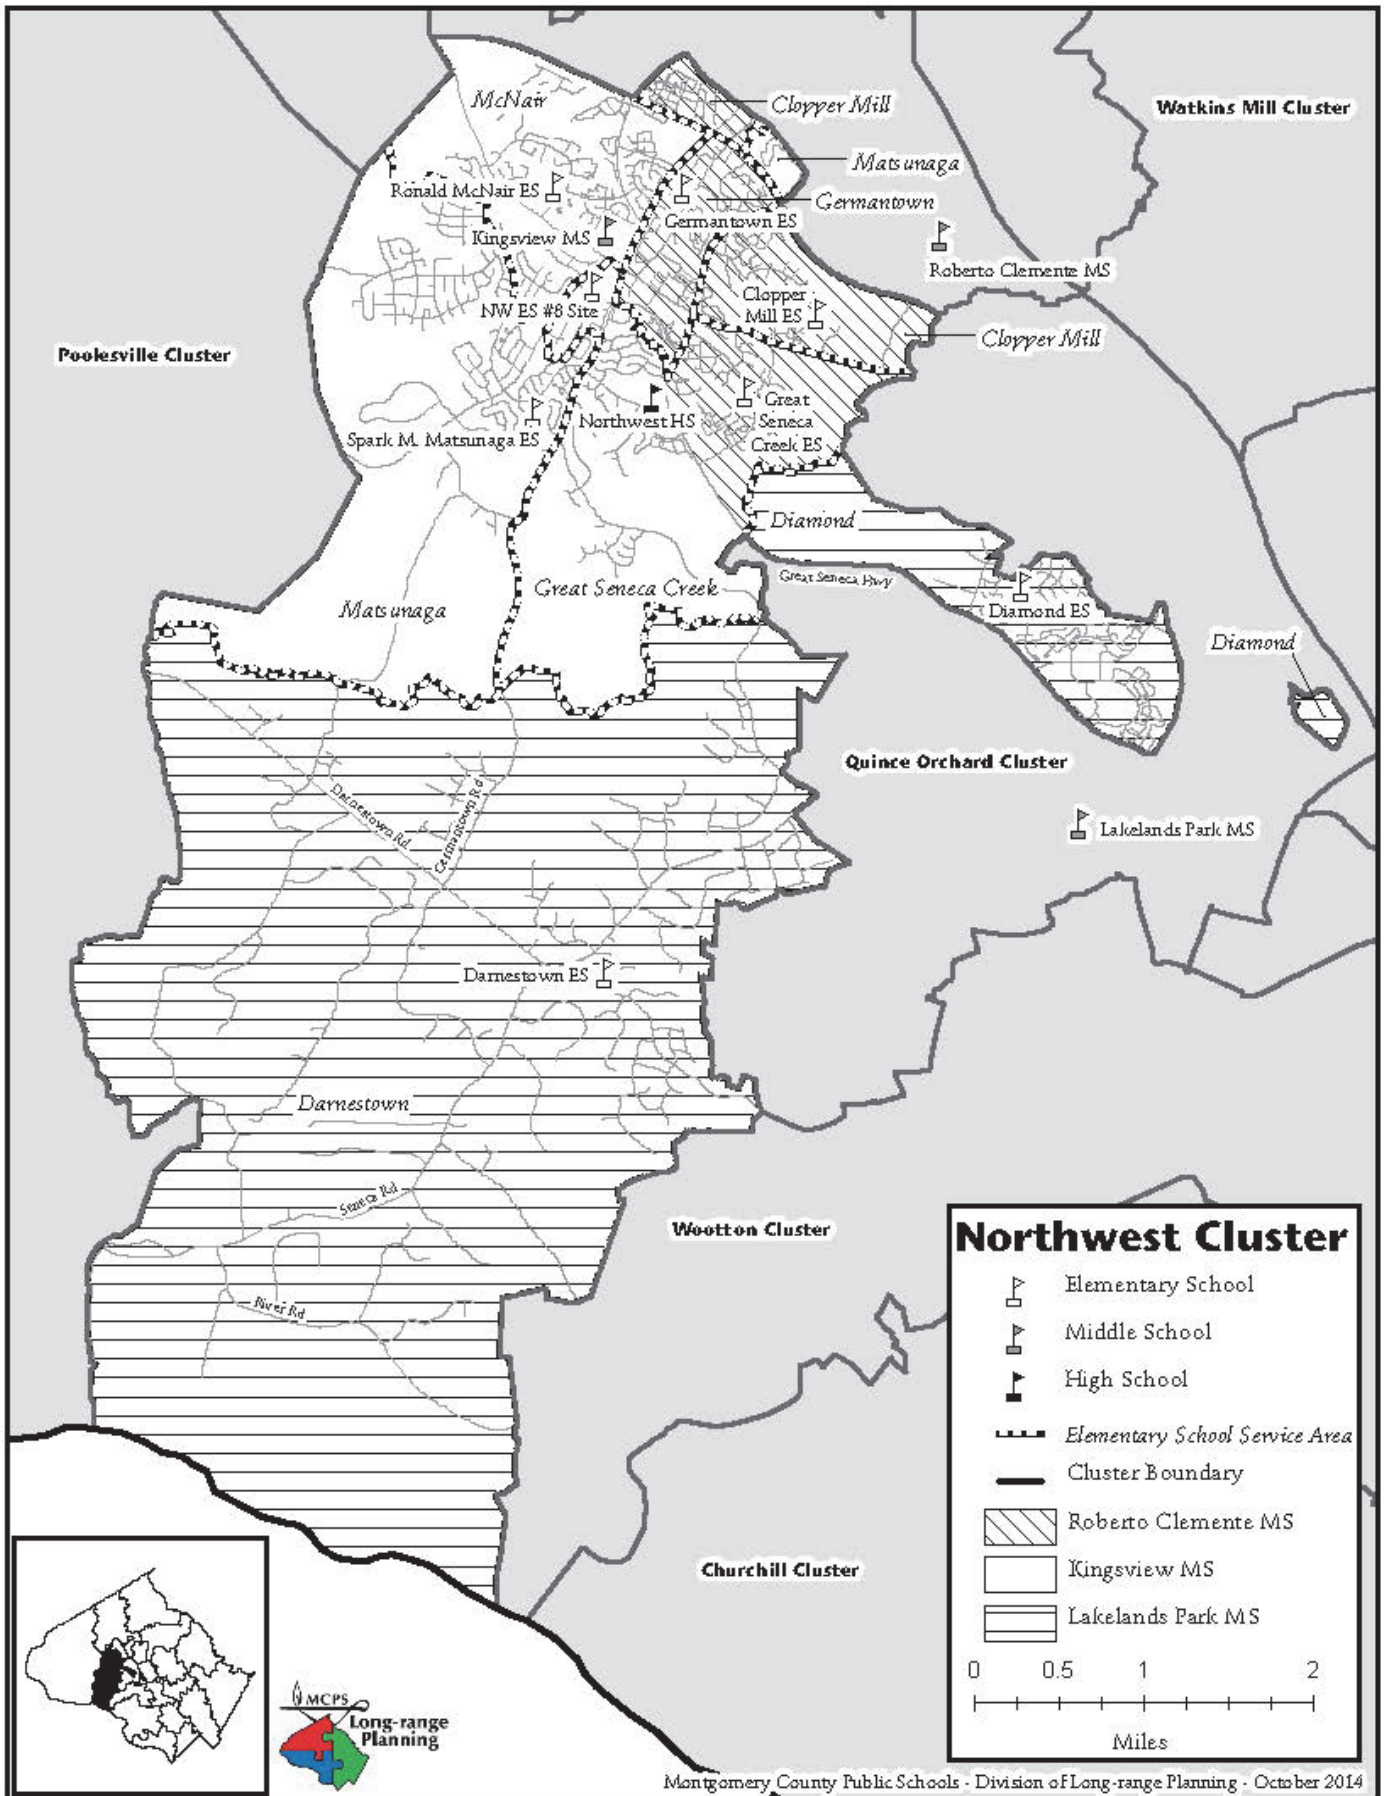 McNair
Clopper Mill
Watkins Mill Cluster
Matsunaga
Ronald McNair ES
Germantown
Germantown ES
Kingsview MS
Roberto Clemente MS
Clopper
Mill ES
NW ES #8 Site
Clopper Mill
Poolesville Cluster
Great
Seneca
Creek ES
Northwest HS
Spark M. Matsunaga ES
Diamond
Great Seneca Hwy
Great Seneca Creek
Matsunaga
Diamond ES
Diamond
Quince Orchard Cluster
Darnestown Rd
Germantown Rd
Lakelands Park MS
Darnestown ES
Darnestown
Seneca Rd
Wootton Cluster
River Rd
Churchill Cluster
Northwest Cluster
Elementary School
Middle School
High School
Elementary School Service Area
Cluster Boundary
Roberto Clemente MS
Kingsview MS
Lakelands Park MS
0 0.5 1 2
Miles
MCPS
Long-range
Planning
Montgomery County Public Schools - Division of Long-range Planning - October 2014